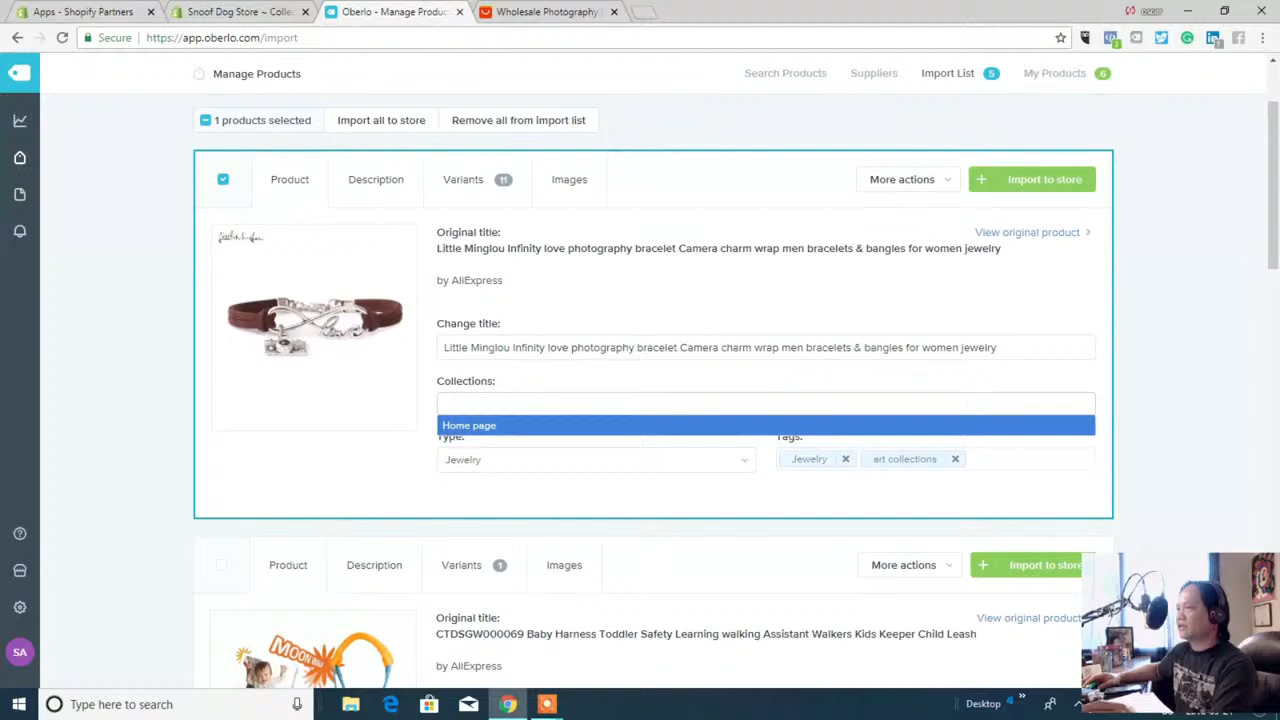 Apps - Shopify Partners
Snoof Dog Store ~ Colle
Oberlo - Manage Produc
Wholesale Photography
Secure
https://app.oberlo.com/import
Manage Products
Search Products
Suppliers
Import List 5
My Products 6
1 products selected
Import all to store
Remove all from import list
Product
Description
Variants 11
Images
More actions
+ Import to store
Original title:
View original product >
Little Minglou Infinity love photography bracelet Camera charm wrap men bracelets & bangles for women jewelry
by AliExpress
Change title:
Little Minglou Infinity love photography bracelet Camera charm wrap men bracelets & bangles for women jewelry
Collections:
Home page
Type:
Tags:
Jewelry
Jewelry
art collections
Product
Description
Variants 1
Images
More actions
+ Import to store
Original title:
View original product
CTDSGW000069 Baby Harness Toddler Safety Learning walking Assistant Walkers Kids Keeper Child Leash
by AliExpress
MOON WALK
SA
Type here to search
Desktop